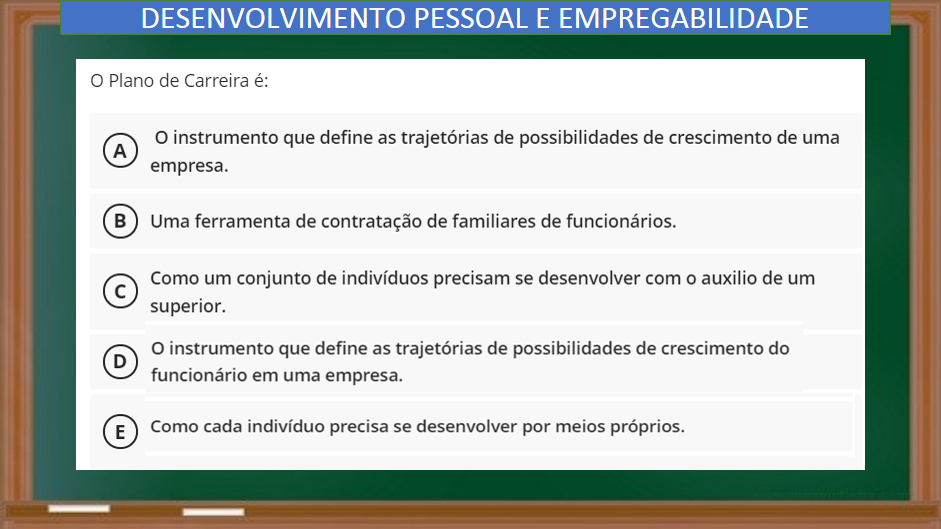 DESENVOLVIMENTO PESSOAL E EMPREGABILIDADE
O Plano de Carreira é:
A O instrumento que define as trajetórias de possibilidades de crescimento de uma
empresa.
B Uma ferramenta de contratação de familiares de funcionários.
C Como um conjunto de indivíduos precisam se desenvolver com o auxilio de um
superior.
D O instrumento que define as trajetórias de possibilidades de crescimento do
funcionário em uma empresa.
E Como cada indivíduo precisa se desenvolver por meios próprios.